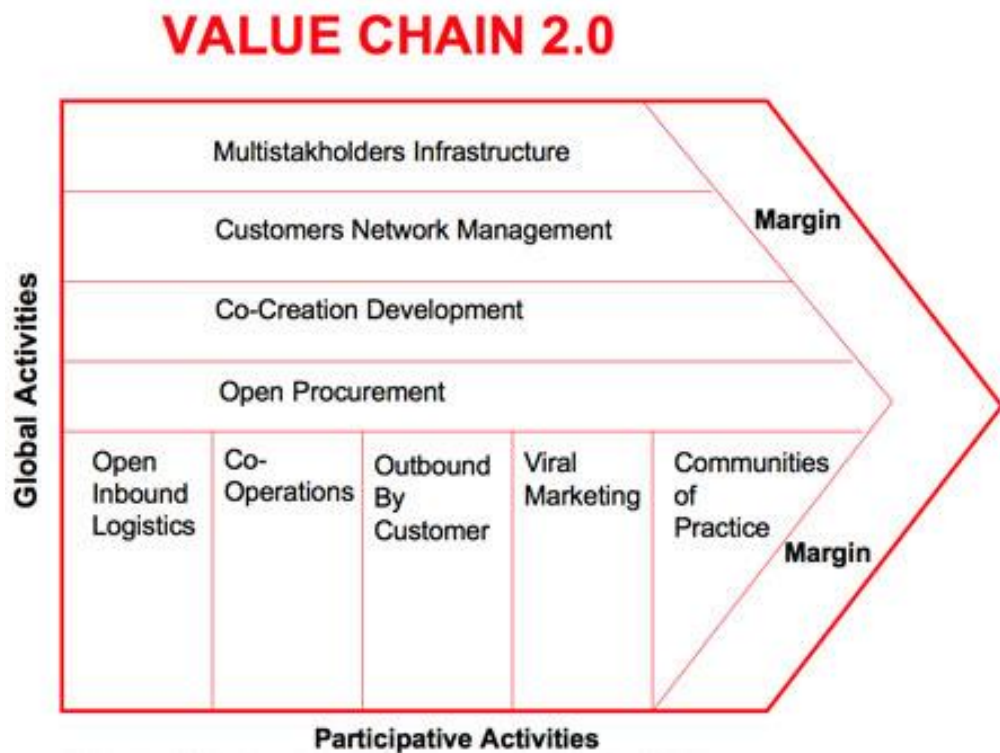 VALUE CHAIN 2.0
Multistakholders Infrastructure
Margin
Customers Network Management
Co-Creation Development
Open Procurement
Global Activities
Open
Inbound
Logistics
Co-
Operations
Outbound
By
Customer
Viral
Marketing
Communities
of
Practice
Margin
Participative Activities